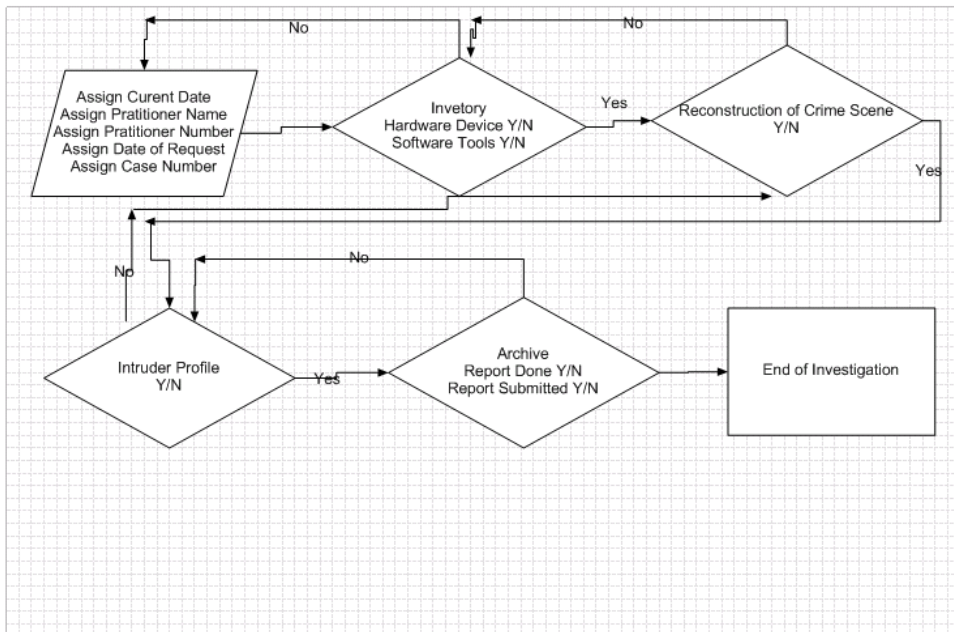 No
No
Assign Curent Date
Assign Pratitioner Name
Assign Pratitioner Number
Assign Date of Request
Assign Case Number
Invetory
Hardware Device Y/N
Software Tools Y/N
Yes
Reconstruction of Crime Scene
Y/N
Yes
No
No
Intruder Profile
Y/N
Yes
Archive
Report Done Y/N
Report Submitted Y/N
End of Investigation